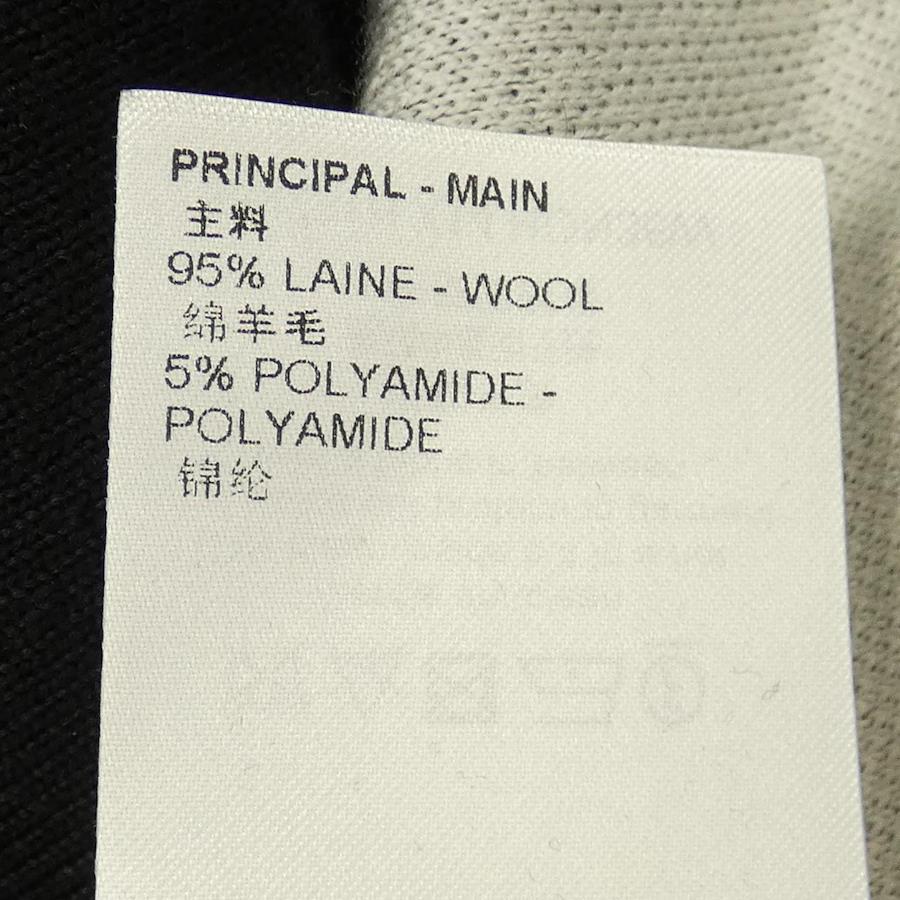 PRINCIPAL - MAIN
主料
95% LAINE - WOOL
绵羊毛
5% POLYAMIDE -
POLYAMIDE
锦纶